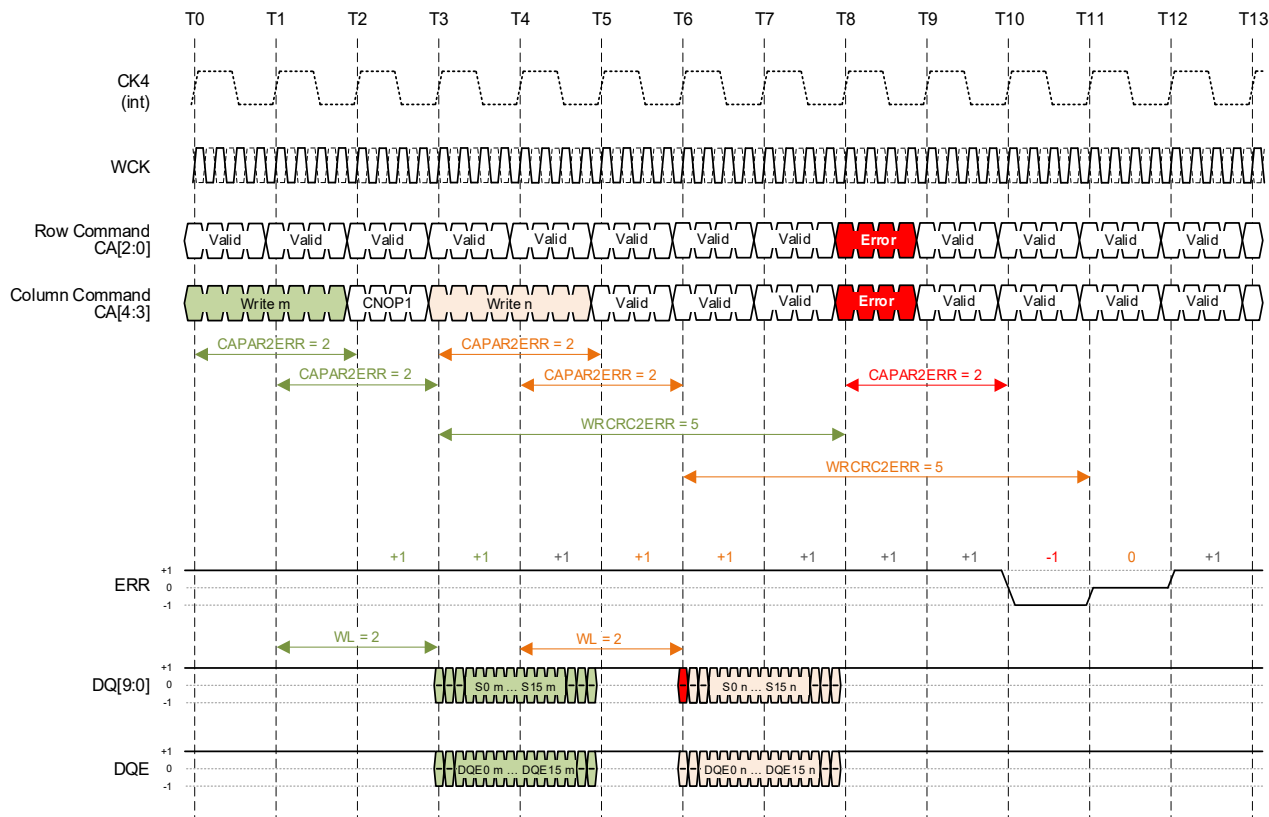 T0 T1 T2 T3 T4 T5 T6 T7 T8 T9 T10 T11 T12 T13
CK4
(int)
WCK
Row Command
CA[2:0]
Valid Valid Valid Valid Valid Valid Valid Valid Error Valid Valid Valid Valid
Column Command
CA[4:3]
Write m CNOP1 Write n Valid Valid Valid Error Valid Valid Valid Valid
CAPAR2ERR = 2 CAPAR2ERR = 2
CAPAR2ERR = 2 CAPAR2ERR = 2 CAPAR2ERR = 2
WRCRC2ERR = 5
WRCRC2ERR = 5
+1 +1 +1 +1 +1 +1 +1 +1 -1 0 +1
ERR
+1
0
-1
WL = 2 WL = 2
DQ[9:0]
+1
0
-1
S0 m ... S15 m S0 n ... S15 n
DQE
+1
0
-1
DQE0 m ... DQE15 m DQE0 n ... DQE15 n